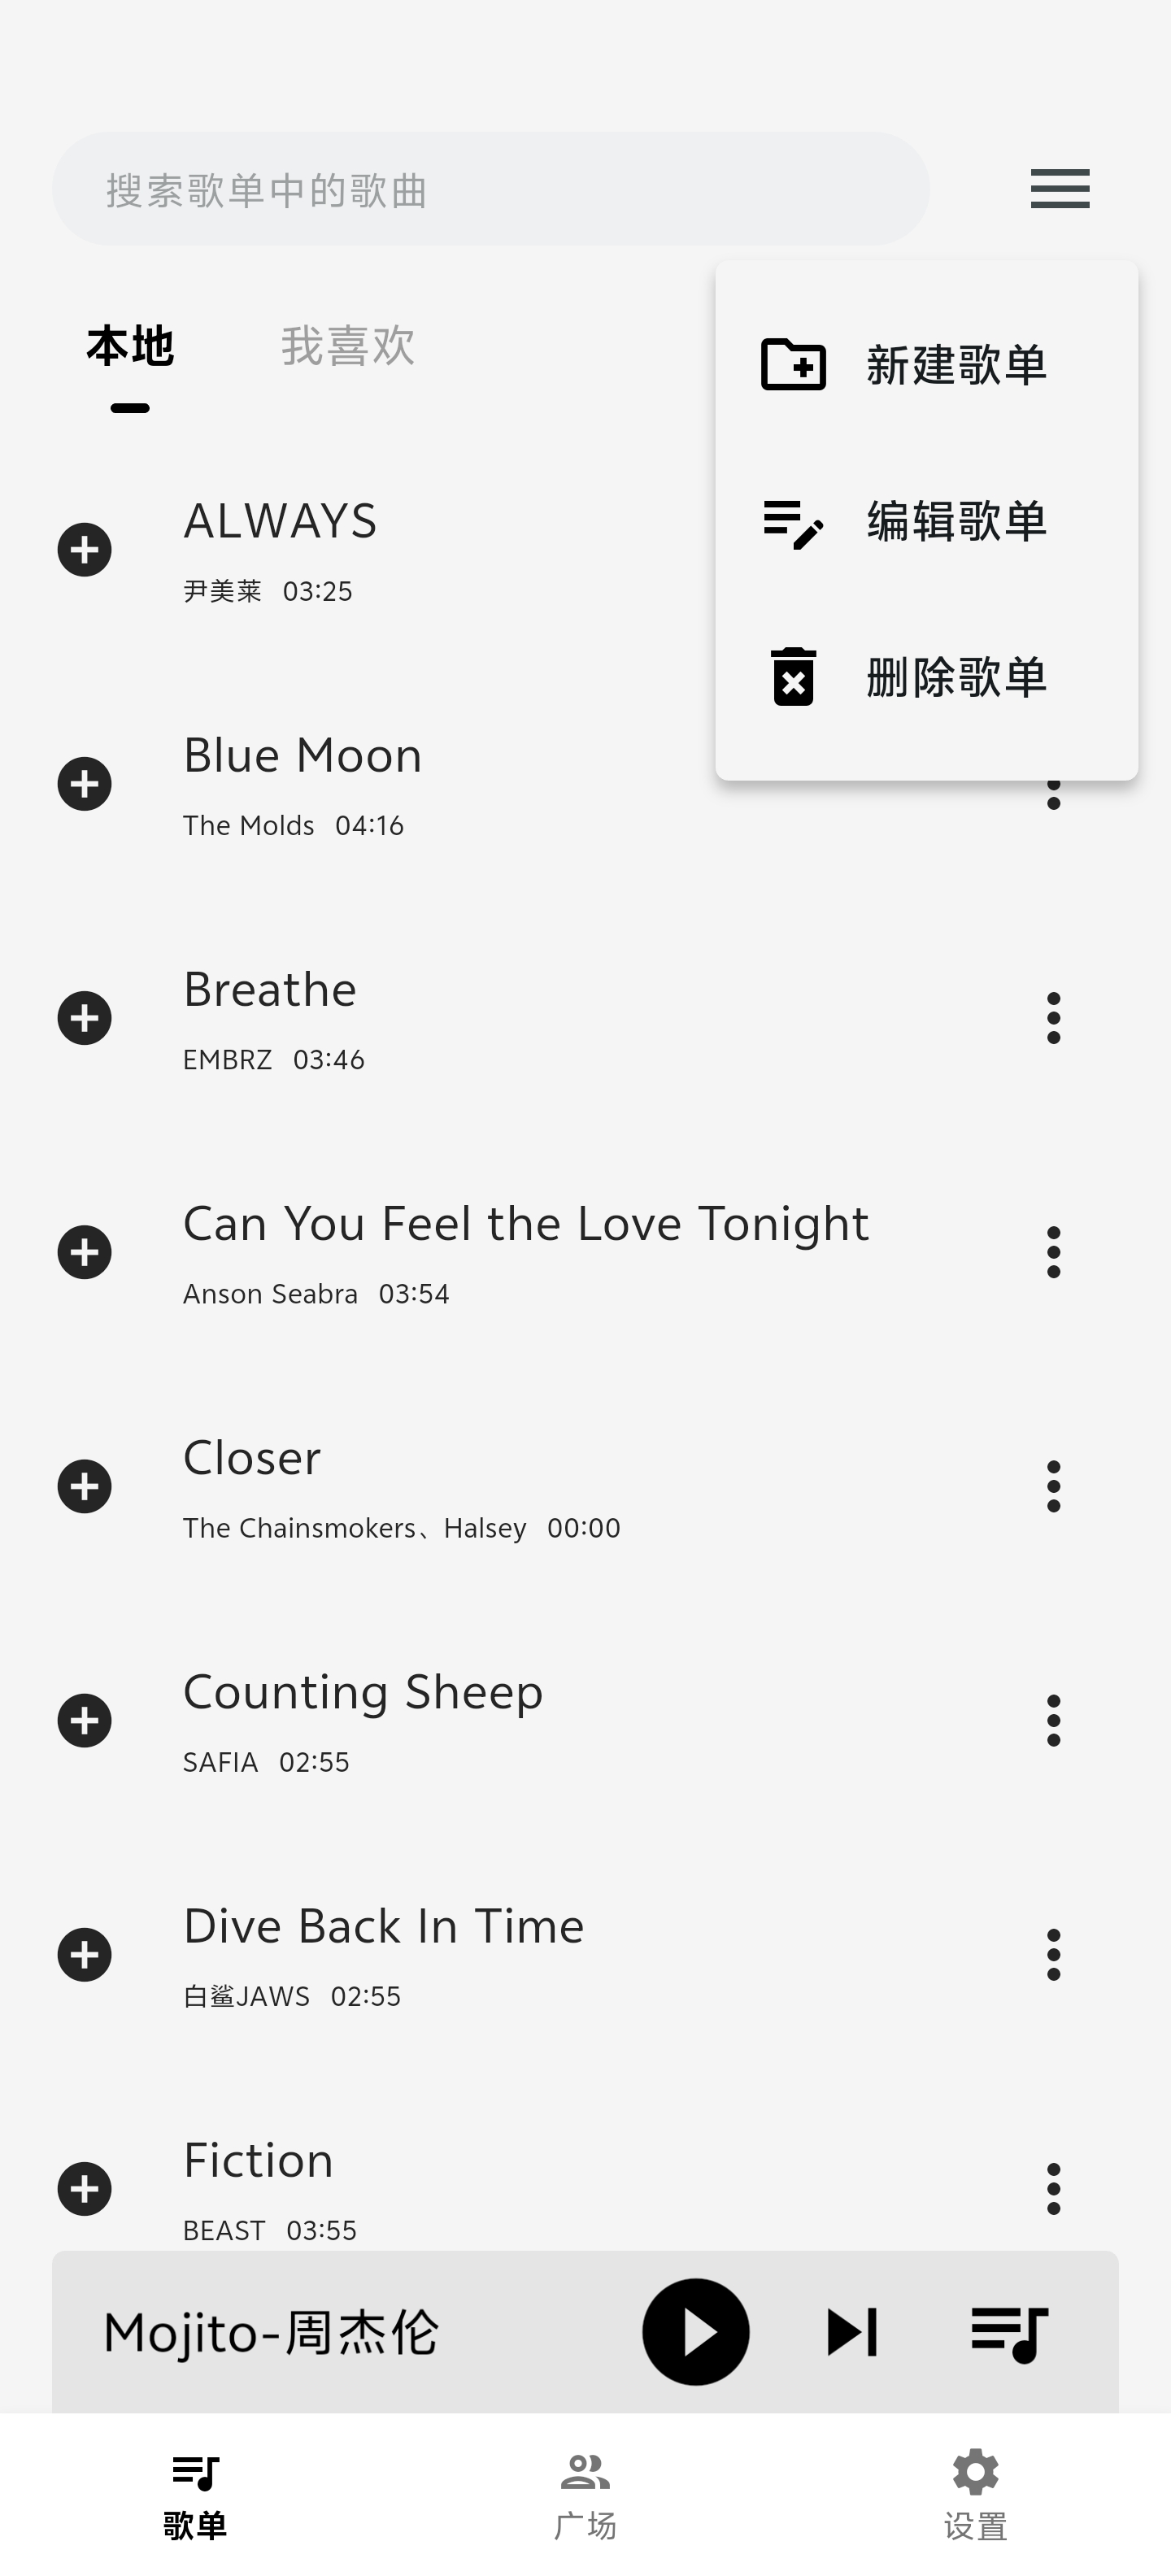 搜索歌单中的歌曲
本地 我喜欢
新建歌单
编辑歌单
删除歌单
ALWAYS
尹美莱 03:25
Blue Moon
The Molds 04:16
Breathe
EMBRZ 03:46
Can You Feel the Love Tonight
Anson Seabra 03:54
Closer
The Chainsmokers、Halsey 00:00
Counting Sheep
SAFIA 02:55
Dive Back In Time
白鲨JAWS 02:55
Fiction
BEAST 03:55
Mojito-周杰伦
歌单 广场 设置